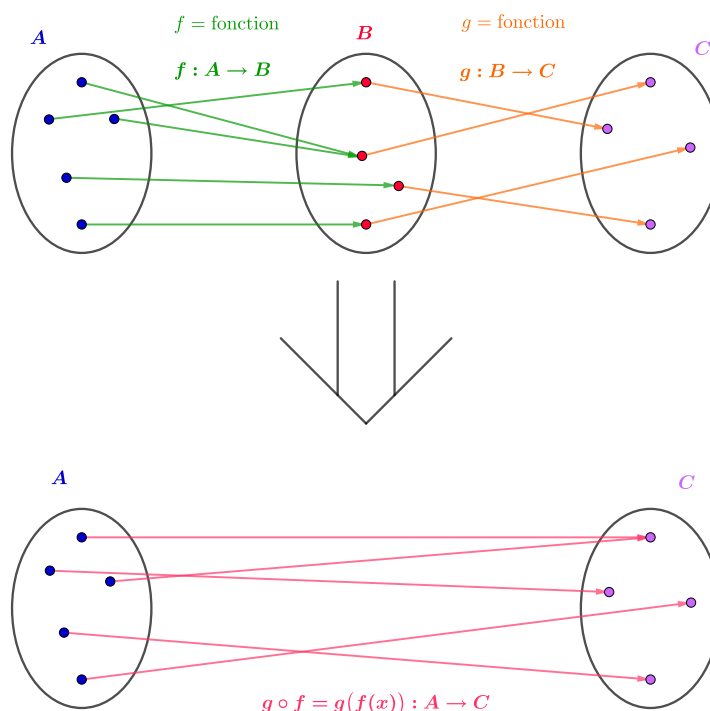 f = fonction
g = fonction
A
B
C
f : A → B
g : B → C
A
C
g ∘ f = g(f(x)) : A → C